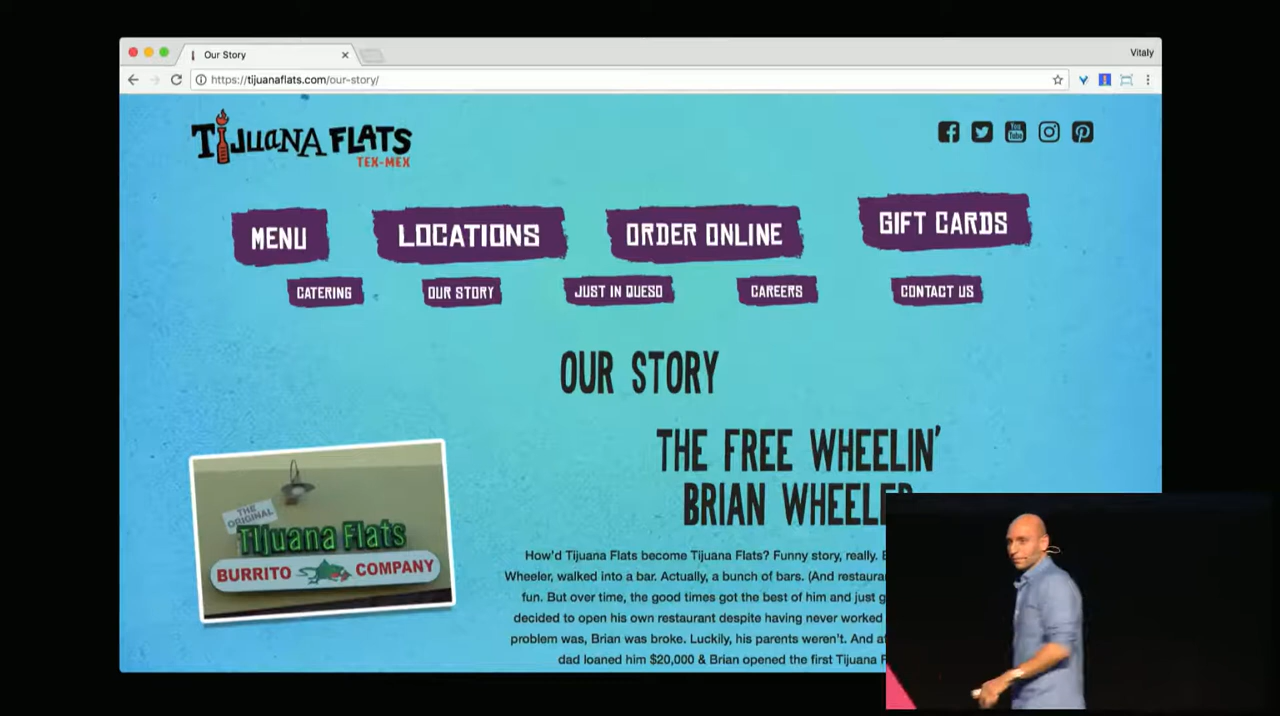 Our Story
Vitaly
https://tijuanaflats.com/our-story/
TIJUANA FLATS
TEX-MEX
You
Tube
MENU
LOCATIONS
ORDER ONLINE
GIFT CARDS
CATERING
OUR STORY
JUST IN QUESO
CAREERS
CONTACT US
OUR STORY
THE FREE WHEELIN'
BRIAN WHEELER
THE
ORIGINAL
Tijuana Flats
BURRITO COMPANY
How'd Tijuana Flats become Tijuana Flats? Funny story, really.
Wheeler, walked into a bar. Actually, a bunch of bars. (And restaura
fun. But over time, the good times got the best of him and just g
decided to open his own restaurant despite having never worked
problem was, Brian was broke. Luckily, his parents weren't. And a
dad loaned him $20,000 & Brian opened the first Tijuana F